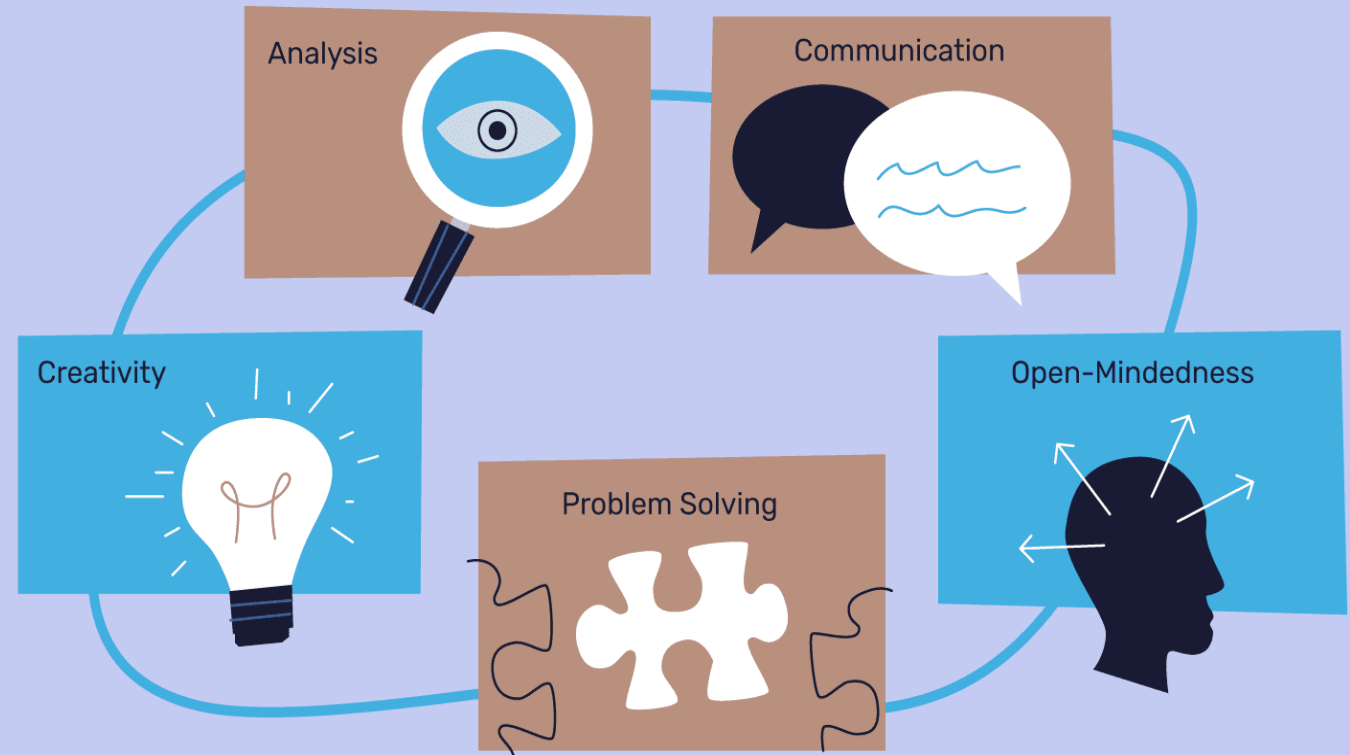 Analysis
Communication
Creativity
Open-Mindedness
Problem Solving